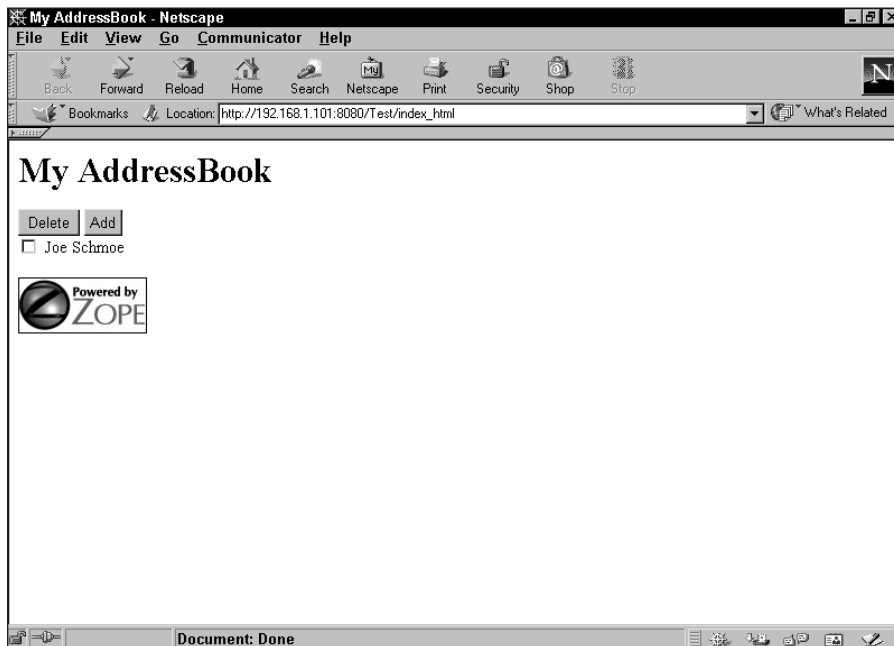 My AddressBook - Netscape
File Edit View Go Communicator Help
My
N
Back Forward Reload Home Search Netscape Print Security Shop Stop
Bookmarks Location: http://192.168.1.101:8080/Test/index_html What's Related
My AddressBook
Delete Add
Joe Schmoe
Powered by
ZOPE
Document: Done